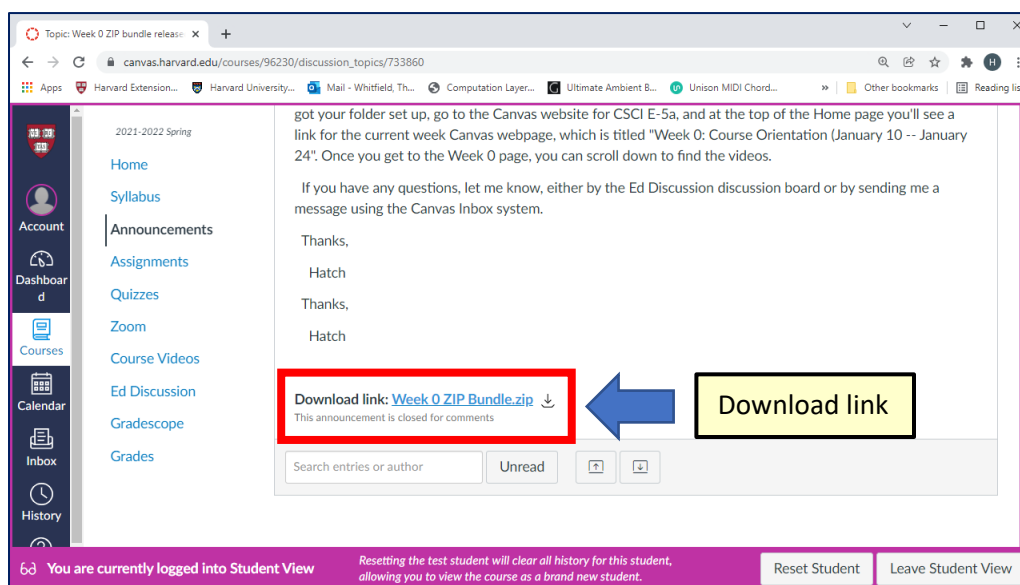 Topic: Week 0 ZIP bundle release
canvas.harvard.edu/courses/96230/discussion_topics/733860
Apps Harvard Extension... Harvard Univers... Mail - Whitfield, Th... Computation Layer... Ultimate Ambient B... Unison MIDI Chord... » Other bookmarks Reading lis
H
2021-2022 Spring
Home
Syllabus
Announcements
Assignments
Quizzes
Zoom
Course Videos
Ed Discussion
Gradescope
Grades
Account
Dashboar
d
Courses
Calendar
Inbox
History
got your folder set up, go to the Canvas website for CSCI E-5a, and at the top of the Home page you'll see a
link for the current week Canvas webpage, which is titled "Week 0: Course Orientation (January 10 -- January
24". Once you get to the Week 0 page, you can scroll down to find the videos.
If you have any questions, let me know, either by the Ed Discussion discussion board or by sending me a
message using the Canvas Inbox system.
Thanks,
Hatch
Thanks,
Hatch
Download link: Week 0 ZIP Bundle.zip
This announcement is closed for comments
Download link
Search entries or author Unread
You are currently logged into Student View
Resetting the test student will clear all history for this student,
allowing you to view the course as a brand new student.
Reset Student Leave Student View